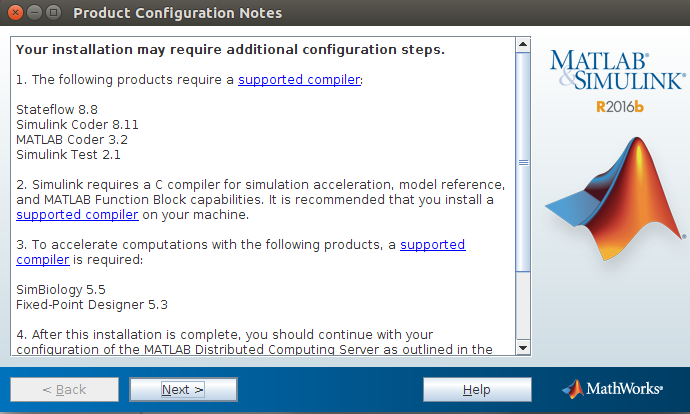 Product Configuration Notes
Your installation may require additional configuration steps.
1. The following products require a supported compiler:
Stateflow 8.8
Simulink Coder 8.11
MATLAB Coder 3.2
Simulink Test 2.1
2. Simulink requires a C compiler for simulation acceleration, model reference,
and MATLAB Function Block capabilities. It is recommended that you install a
supported compiler on your machine.
3. To accelerate computations with the following products, a supported
compiler is required:
SimBiology 5.5
Fixed-Point Designer 5.3
4. After this installation is complete, you should continue with your
configuration of the MATLAB Distributed Computing Server as outlined in the
MATLAB®
&SIMULINK®
R2016b
< Back
Next >
Help
MathWorks®